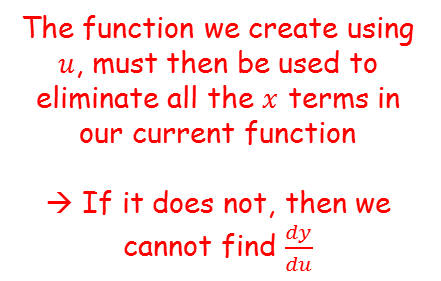 The function we create using
u, must then be used to
eliminate all the x terms in
our current function
→ If it does not, then we
cannot find dy/du